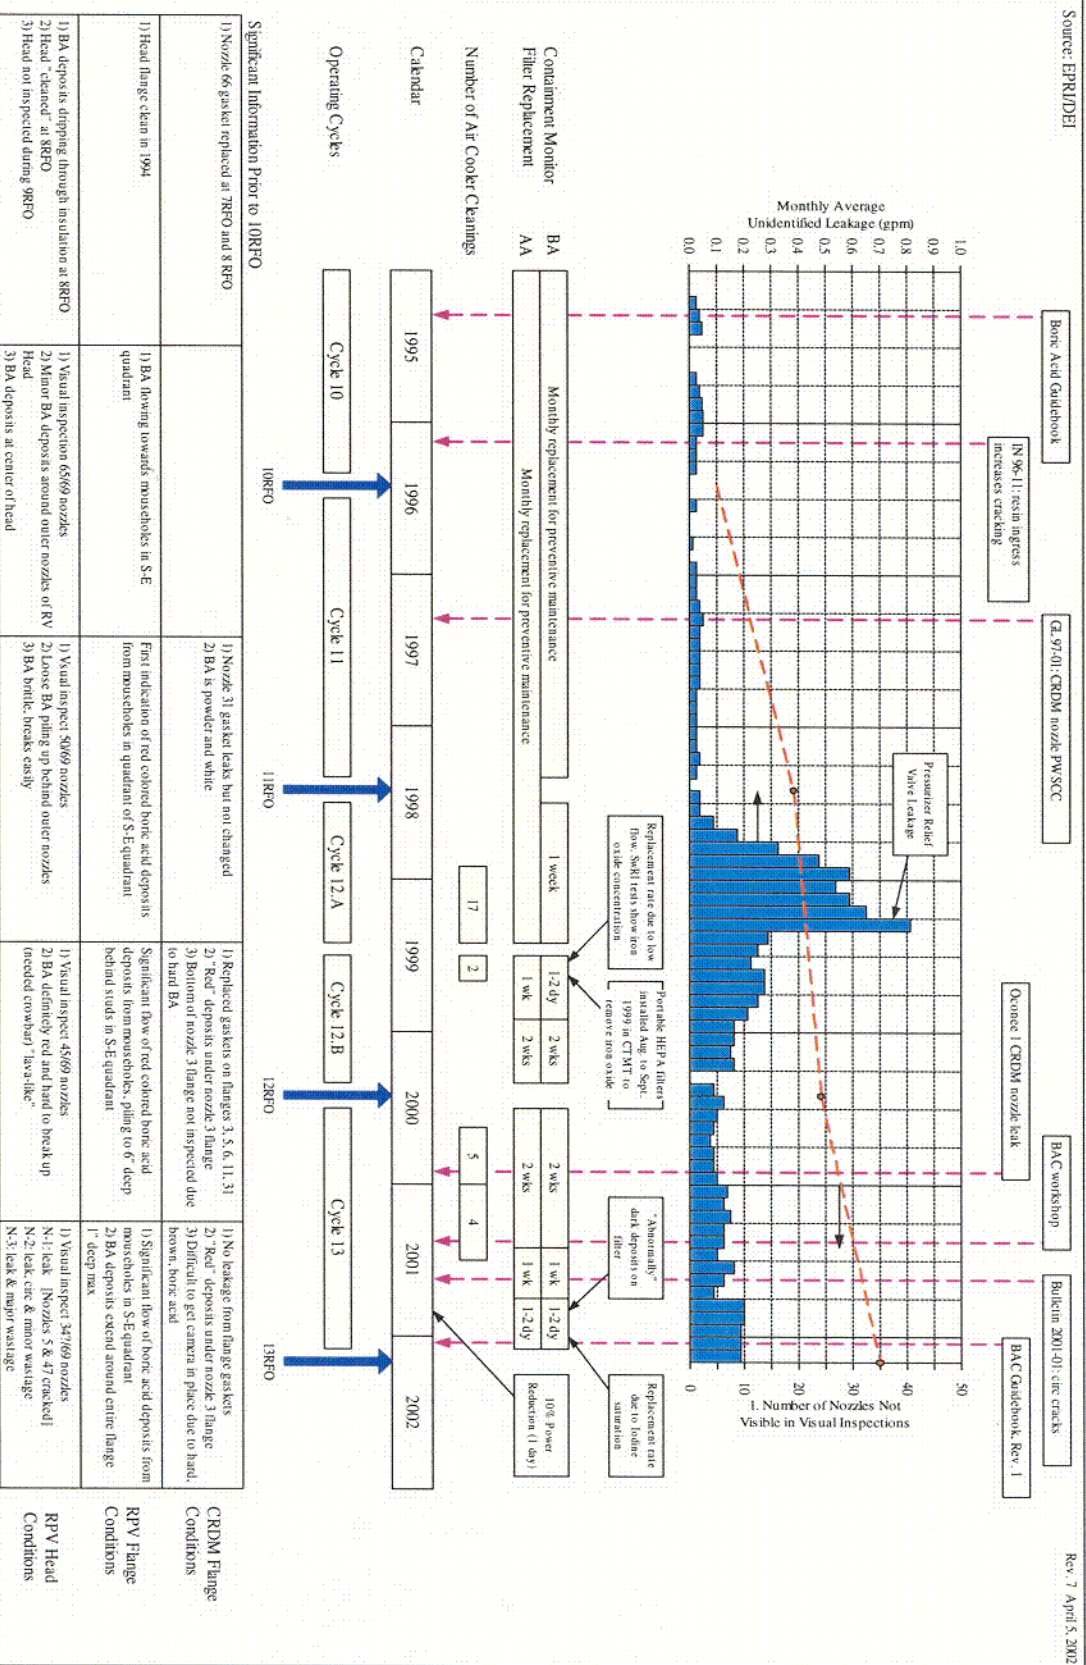 Source: EPRI/DEI
Rev. 7 April 5, 2002
Boric Acid Guidebook
IN 96-11: resin ingress
increases cracking
GL 97-01: CRDM nozzle PWSCC
Oconee 1 CRDM nozzle leak
BAC workshop
Bulletin 2001-01: circ cracks
BAC Guidebook, Rev. 1
Monthly Average
Unidentified Leakage (gpm)
1.0
0.9
0.8
0.7
0.6
0.5
0.4
0.3
0.2
0.1
0.0
Pressurizer Relief
Valve Leakage
50
40
30
20
10
0
1. Number of Nozzles Not
Visible in Visual Inspections
Replacement rate due to low
flow. SwRI tests show iron
oxide concentration
Portable HEPA filters
installed Aug. to Sept.
1999 in CTMT to
remove iron oxide
"Abnormally"
dark deposits on
filter
Replacement rate
due to Iodine
saturation
Containment Monitor
Filter Replacement
BA
Monthly replacement for preventive maintenance
1 week
1-2 dy
2 wks
2 wks
1 wk
1-2 dy
AA
Monthly replacement for preventive maintenance
1 wk
2 wks
2 wks
1 wk
1-2 dy
10% Power
Reduction (1 day)
Number of Air Cooler Cleanings
17
2
5
4
Calendar
1995
1996
1997
1998
1999
2000
2001
2002
Operating Cycles
Cycle 10
Cycle 11
Cycle 12.A
Cycle 12.B
Cycle 13
10RFO
11RFO
12RFO
13RFO
Significant Information Prior to 10RFO
1) Nozzle 66 gasket replaced at 7RFO and 8 RFO
1) Nozzle 31 gasket leaks but not changed
2) BA is powder and white
1) Replaced gaskets on flanges 3, 5, 6, 11, 31
2) "Red" deposits under nozzle 3 flange
3) Bottom of nozzle 3 flange not inspected due
to hard BA
1) No leakage from flange gaskets
2) "Red" deposits under nozzle 3 flange
3) Difficult to get camera in place due to hard,
brown, boric acid
CRDM Flange
Conditions
1) Head flange clean in 1994
1) BA flowing towards mouseholes in S-E
quadrant
First indication of red colored boric acid deposits
from mouseholes in quadrant of S-E quadrant
Significant flow of red colored boric acid
deposits from mouseholes, piling to 6" deep
behind studs in S-E quadrant
1) Significant flow of boric acid deposits from
mouseholes in S-E quadrant
2) BA deposits extend around entire flange
1" deep max
RPV Flange
Conditions
1) BA deposits dripping through insulation at 8RFO
2) Head "cleaned" at 8RFO
3) Head not inspected during 9RFO
1) Visual inspection 65/69 nozzles
2) Minor BA deposits around outer nozzles of RV
Head
3) BA deposits at center of head
1) Vsual inspect 50/69 nozzles
2) Loose BA piling up behind outer nozzles
3) BA brittle, breaks easily
1) Visual inspect 45/69 nozzles
2) BA definitely red and hard to break up
(needed crowbar) "lava-like"
1) Visual inspect 34?/69 nozzles
N-1: leak [Nozzles 5 & 47 cracked]
N-2: leak, circ & minor wastage
N-3: leak & major wastage
RPV Head
Conditions